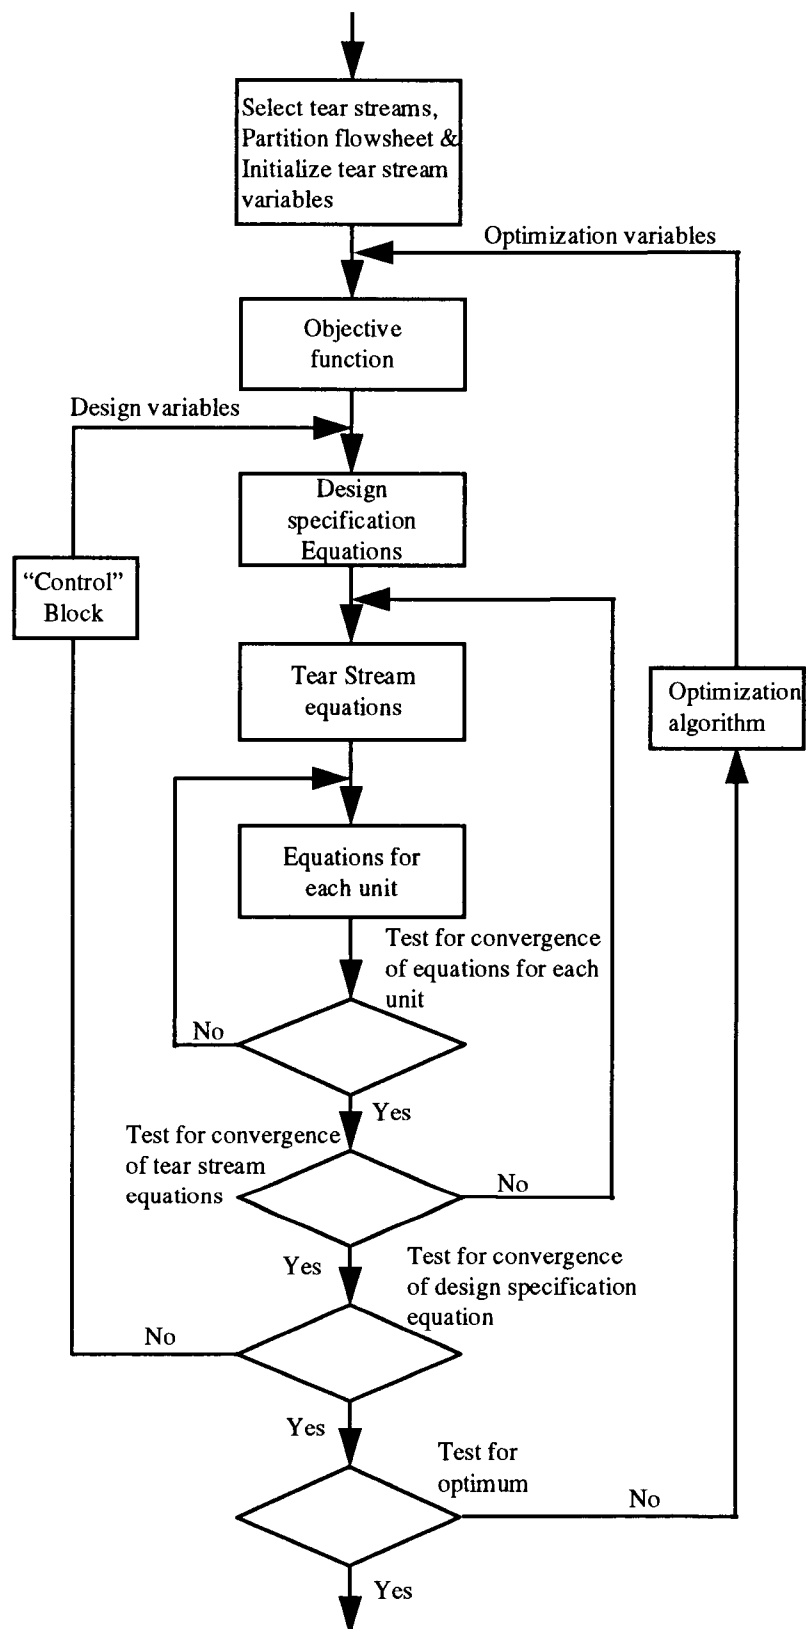 Select tear streams,
Partition flowsheet &
Initialize tear stream
variables
Optimization variables
Objective
function
Design variables
Design
specification
Equations
“Control”
Block
Tear Stream
equations
Optimization
algorithm
Equations for
each unit
Test for convergence
of equations for each
unit
No
Yes
Test for convergence
of tear stream
equations
No
Yes
Test for convergence
of design specification
equation
No
Yes
Test for
optimum
No
Yes